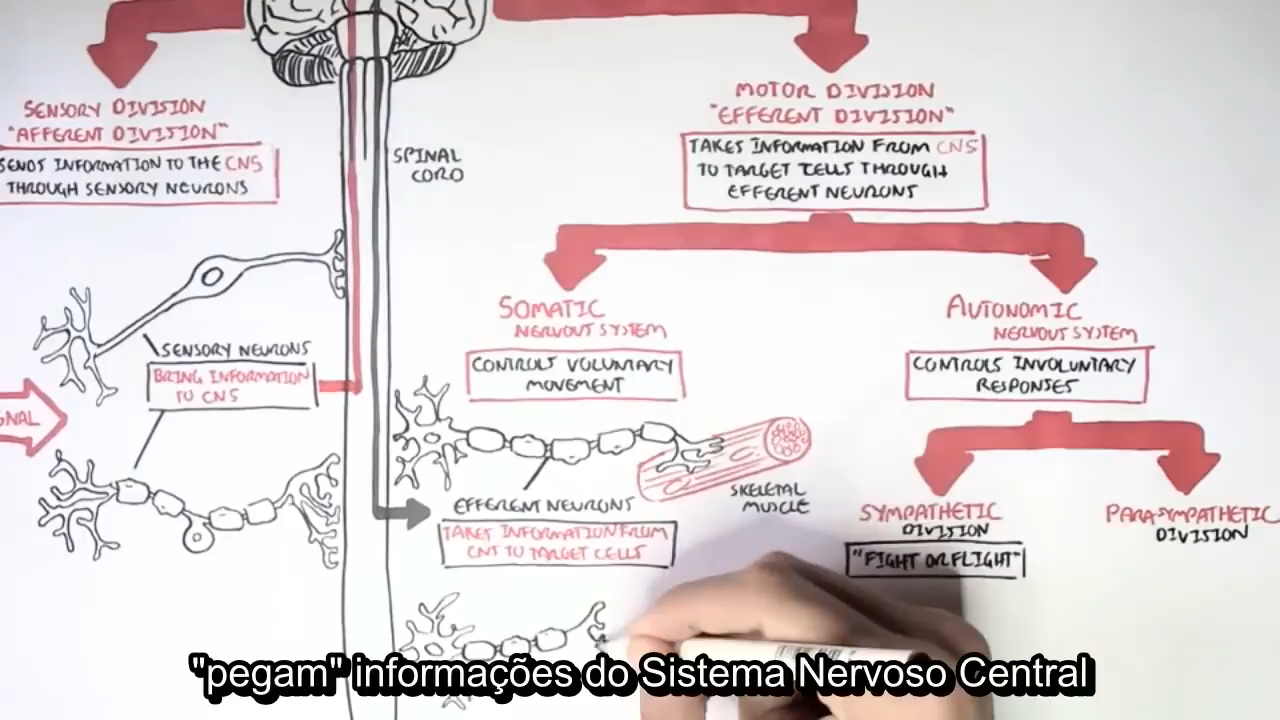 SENSORY DIVISION
"AFFERENT DIVISION"
SENDS INFORMATION TO THE CNS
THROUGH SENSORY NEURONS
SPINAL
CORD
MOTOR DIVISION
"EFFERENT DIVISION"
TAKES INFORMATION FROM CNS
TO TARGET CELLS THROUGH
EFFERENT NEURONS
SOMATIC
NERVOUS SYSTEM
CONTROLS VOLUNTARY
MOVEMENT
AUTONOMIC
NERVOUS SYSTEM
CONTROLS INVOLUNTARY
RESPONSES
SENSORY NEURONS
BRING INFORMATION
TO CNS
GNAL
EFFERENT NEURONS
TAKES INFORMATION FROM
CNS TO TARGET CELLS
SKELETAL
MUSCLE
SYMPATHETIC
DIVISION
"FIGHT OR FLIGHT"
PARASYMPATHETIC
DIVISION
"pegam" informações do Sistema Nervoso Central